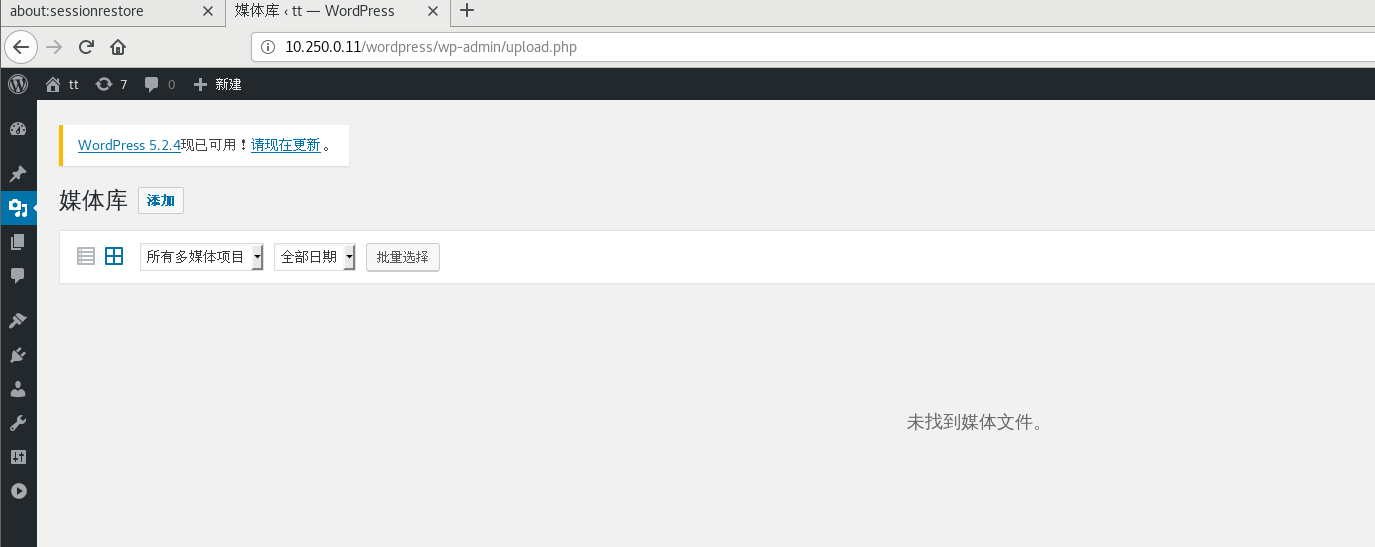 about:sessionrestore
媒体库 ‹ tt — WordPress
10.250.0.11/wordpress/wp-admin/upload.php
tt 7 0 新建
WordPress 5.2.4现已可用！请现在更新。
媒体库 添加
所有多媒体项目 全部日期 批量选择
未找到媒体文件。